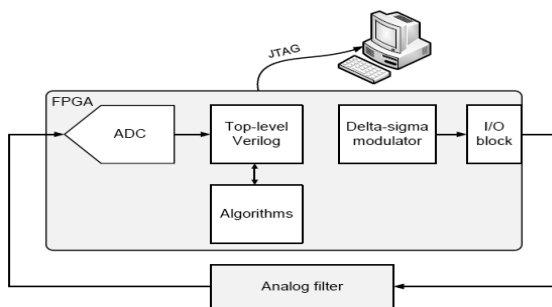 JTAG
FPGA
ADC
Top-level
Verilog
Delta-sigma
modulator
I/O
block
Algorithms
Analog filter